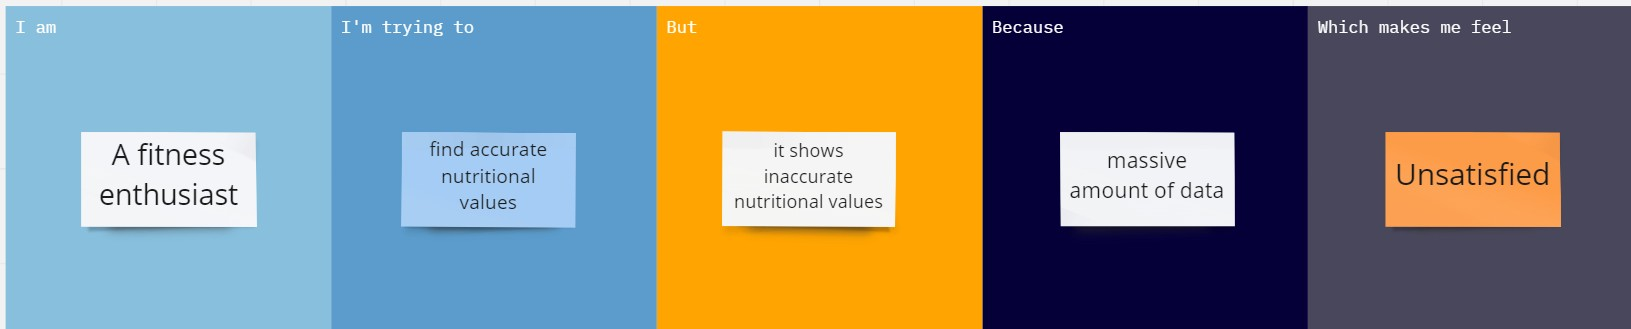 I am
I'm trying to
But
Because
Which makes me feel
A fitness
enthusiast
find accurate
nutritional
values
it shows
inaccurate
nutritional values
massive
amount of data
Unsatisfied